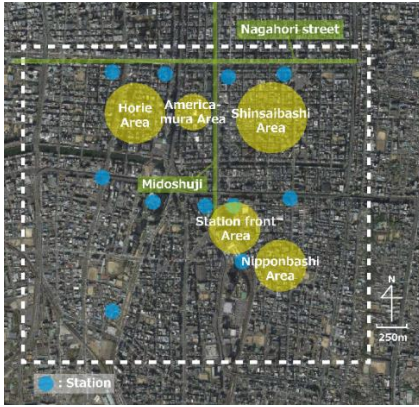 Nagahori street
Horie
Area
America-
mura Area
Shinsaibashi
Area
Midoshuji
Station front
Area
Nipponbashi
Area
N
250m
: Station